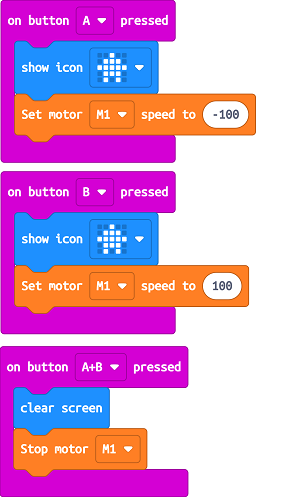 on button A pressed
show icon
Set motor M1 speed to -100
on button B pressed
show icon
Set motor M1 speed to 100
on button A+B pressed
clear screen
Stop motor M1